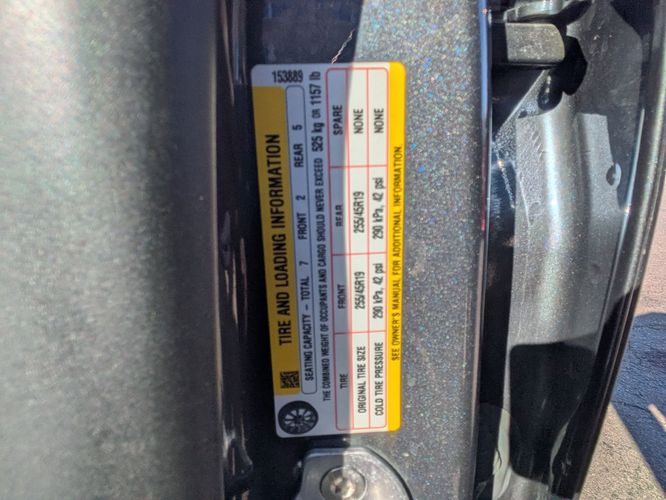 153889
TIRE AND LOADING INFORMATION
SEATING CAPACITY – TOTAL 7 FRONT 2 REAR 5
THE COMBINED WEIGHT OF OCCUPANTS AND CARGO SHOULD NEVER EXCEED 525 kg OR 1157 lb
TIRE FRONT REAR SPARE
ORIGINAL TIRE SIZE 255/45R19 255/45R19 NONE
COLD TIRE PRESSURE 290 kPa, 42 psi 290 kPa, 42 psi NONE
SEE OWNER'S MANUAL FOR ADDITIONAL INFORMATION.